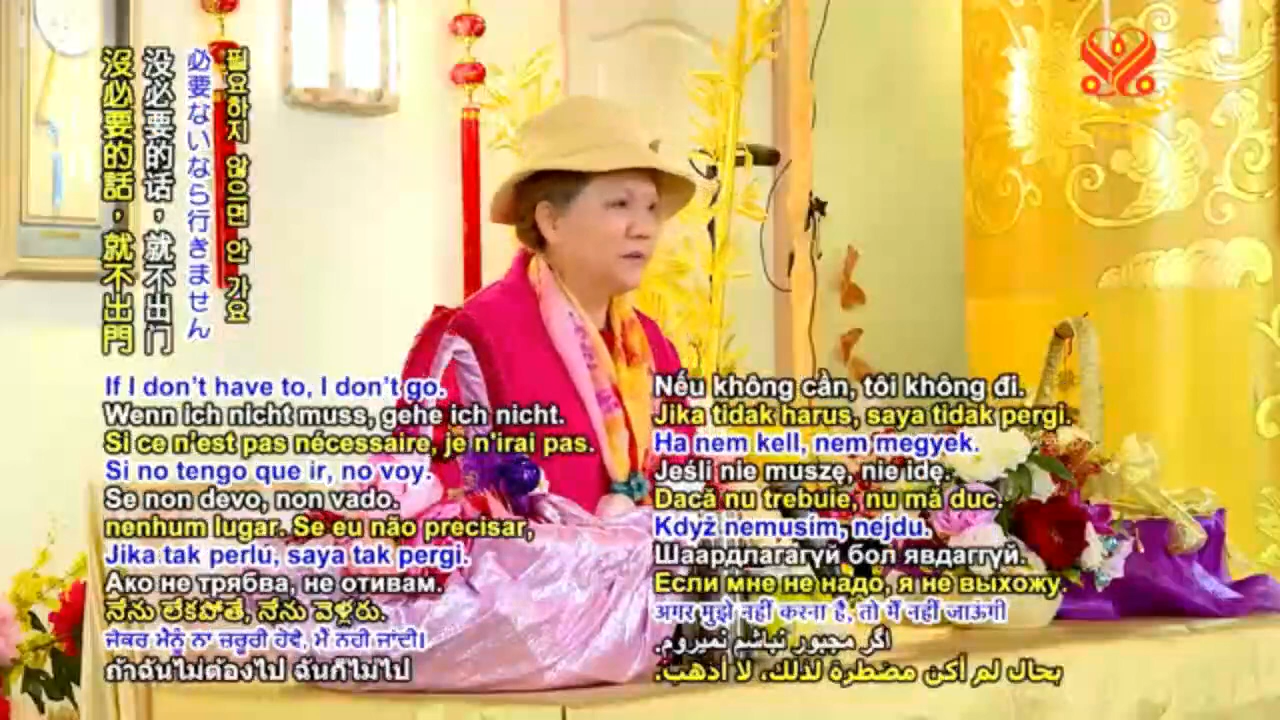 沒必要的話，就不出門
没必要的话，就不出门
必要ないなら行きません
필요하지 않으면 안 가요
If I don't have to, I don't go.
Wenn ich nicht muss, gehe ich nicht.
Si ce n'est pas nécessaire, je n'irai pas.
Si no tengo que ir, no voy.
Se non devo, non vado.
nenhum lugar. Se eu não precisar,
Jika tak perlu, saya tak pergi.
Ако не трябва, не отивам.
నేను లేకపోతే, నేను వెళ్లరు.
ਜੇਕਰ ਮੈਨੂੰ ਨਾ ਜ਼ਰੂਰੀ ਹੋਵੇ, ਮੈਂ ਨਹੀਂ ਜਾਂਦੀ।
ถ้าฉันไม่ต้องไป ฉันก็ไม่ไป
Nếu không cần, tôi không đi.
Jika tidak harus, saya tidak pergi.
Ha nem kell, nem megyek.
Jeśli nie muszę, nie idę.
Dacă nu trebuie, nu mă duc.
Když nemusím, nejdu.
Шаардлагагүй бол явдаггүй.
Если мне не надо, я не выхожу.
अगर मुझे नहीं करना है, तो मैं नहीं जाऊंगी
اگر مجبور نباشم نمیروم.
بحال لم أكن مضطرة لذلك، لا أذهب.